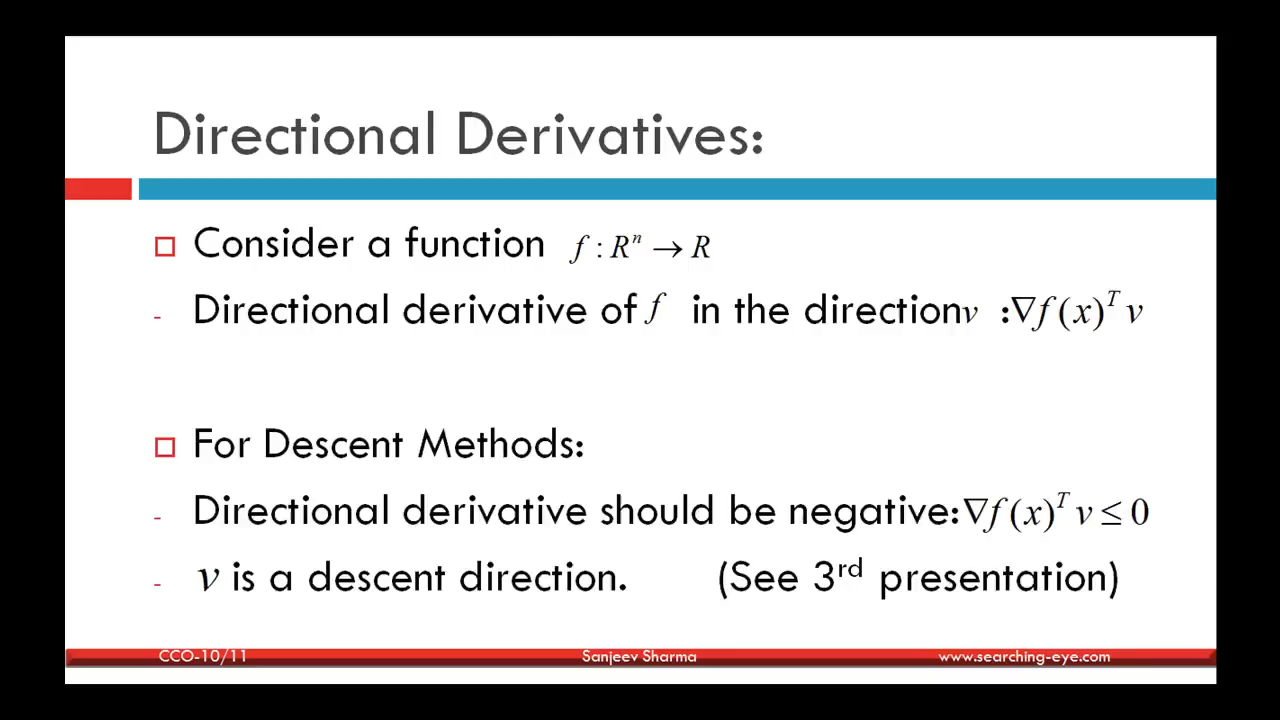 Directional Derivatives:
Consider a function f : Rⁿ → R
- Directional derivative of f in the direction v : ∇f(x)ᵀ v
For Descent Methods:
- Directional derivative should be negative: ∇f(x)ᵀ v ≤ 0
- v is a descent direction. (See 3rd presentation)
CCO-10/11 Sanjeev Sharma www.searching-eye.com